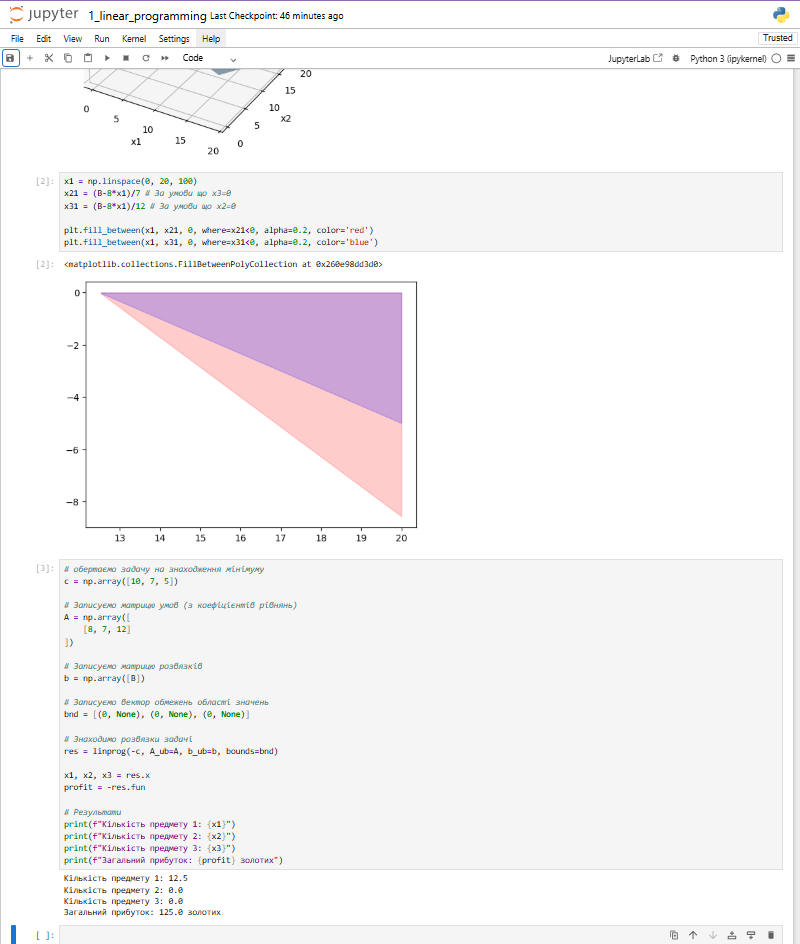 jupyter 1_linear_programming Last Checkpoint: 46 minutes ago
File Edit View Run Kernel Settings Help Trusted
Code JupyterLab Python 3 (ipykernel)
20
15
0 10
5 x2
10 5
x1 15 0
20
[2]: x1 = np.linspace(0, 20, 100)
x21 = (B-8*x1)/7 # За умови що x3=0
x31 = (B-8*x1)/12 # За умови що x2=0
plt.fill_between(x1, x21, 0, where=x21<0, alpha=0.2, color='red')
plt.fill_between(x1, x31, 0, where=x31<0, alpha=0.2, color='blue')
[2]: <matplotlib.collections.FillBetweenPolyCollection at 0x260e98dd3d0>
0
−2
−4
−6
−8
13 14 15 16 17 18 19 20
[3]: # обертаємо задачу на знаходження мінімуму
c = np.array([10, 7, 5])
# Записуємо матрицю умов (з коефіцієнтів рівнянь)
A = np.array([
[8, 7, 12]
])
# Записуємо матрицю розвязків
b = np.array([B])
# Записуємо вектор обмежень області значень
bnd = [(0, None), (0, None), (0, None)]
# Знаходимо розвязки задачі
res = linprog(-c, A_ub=A, b_ub=b, bounds=bnd)
x1, x2, x3 = res.x
profit = -res.fun
# Результати
print(f"Кількість предмету 1: {x1}")
print(f"Кількість предмету 2: {x2}")
print(f"Кількість предмету 3: {x3}")
print(f"Загальний прибуток: {profit} золотих")
Кількість предмету 1: 12.5
Кількість предмету 2: 0.0
Кількість предмету 3: 0.0
Загальний прибуток: 125.0 золотих
[ ]: